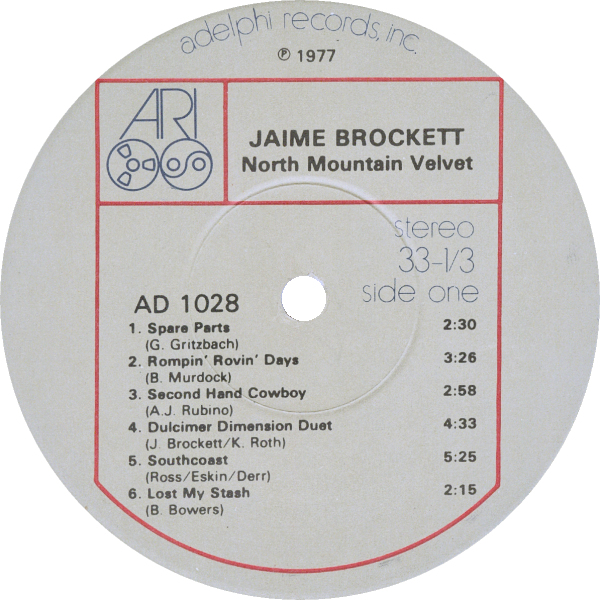 adelphi records, inc.
℗ 1977
ARI
JAIME BROCKETT
North Mountain Velvet
stereo
33-1/3
side one
AD 1028
1. Spare Parts 2:30
(G. Gritzbach)
2. Rompin' Rovin' Days 3:26
(B. Murdock)
3. Second Hand Cowboy 2:58
(A.J. Rubino)
4. Dulcimer Dimension Duet 4:33
(J. Brockett/K. Roth)
5. Southcoast 5:25
(Ross/Eskin/Derr)
6. Lost My Stash 2:15
(B. Bowers)